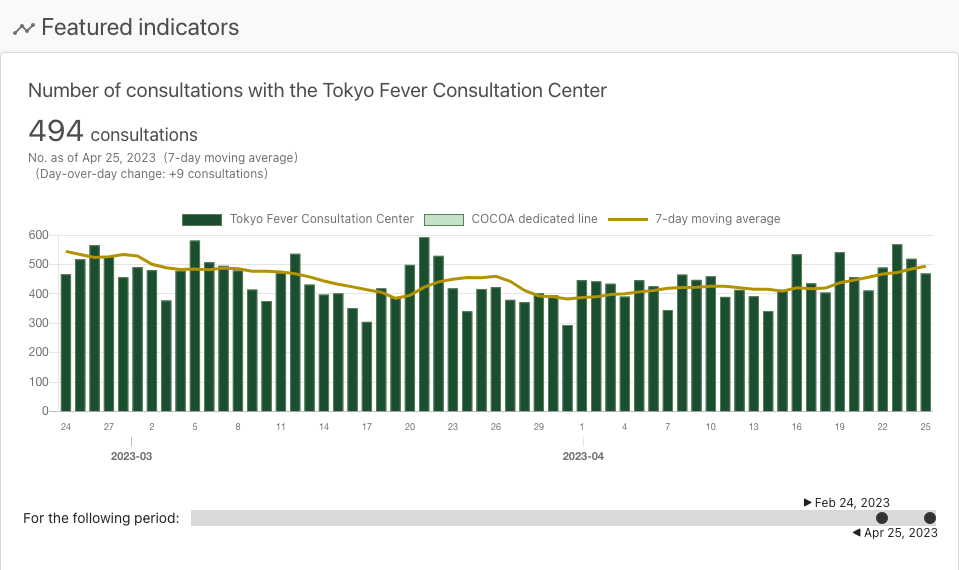 Featured indicators
Number of consultations with the Tokyo Fever Consultation Center
494 consultations
No. as of Apr 25, 2023 (7-day moving average)
(Day-over-day change: +9 consultations)
Tokyo Fever Consultation Center COCOA dedicated line 7-day moving average
600
500
400
300
200
100
0
24 27 2 5 8 11 14 17 20 23 26 29 1 4 7 10 13 16 19 22 25
2023-03 2023-04
▶ Feb 24, 2023
For the following period:
◀ Apr 25, 2023